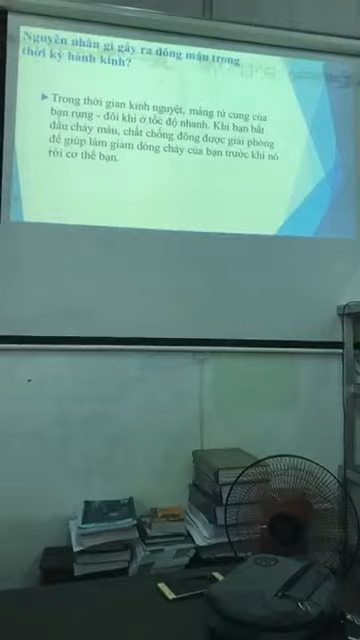 Nguyên nhân gì gây ra đông máu trong
thời kỳ hành kinh?
Trong thời gian kinh nguyệt, màng tử cung của
bạn rụng - đôi khi ở tốc độ nhanh. Khi bạn bắt
đầu chảy máu, chất chống đông được giải phóng
để giúp làm giảm dòng chảy của bạn trước khi nó
rời cơ thể bạn.